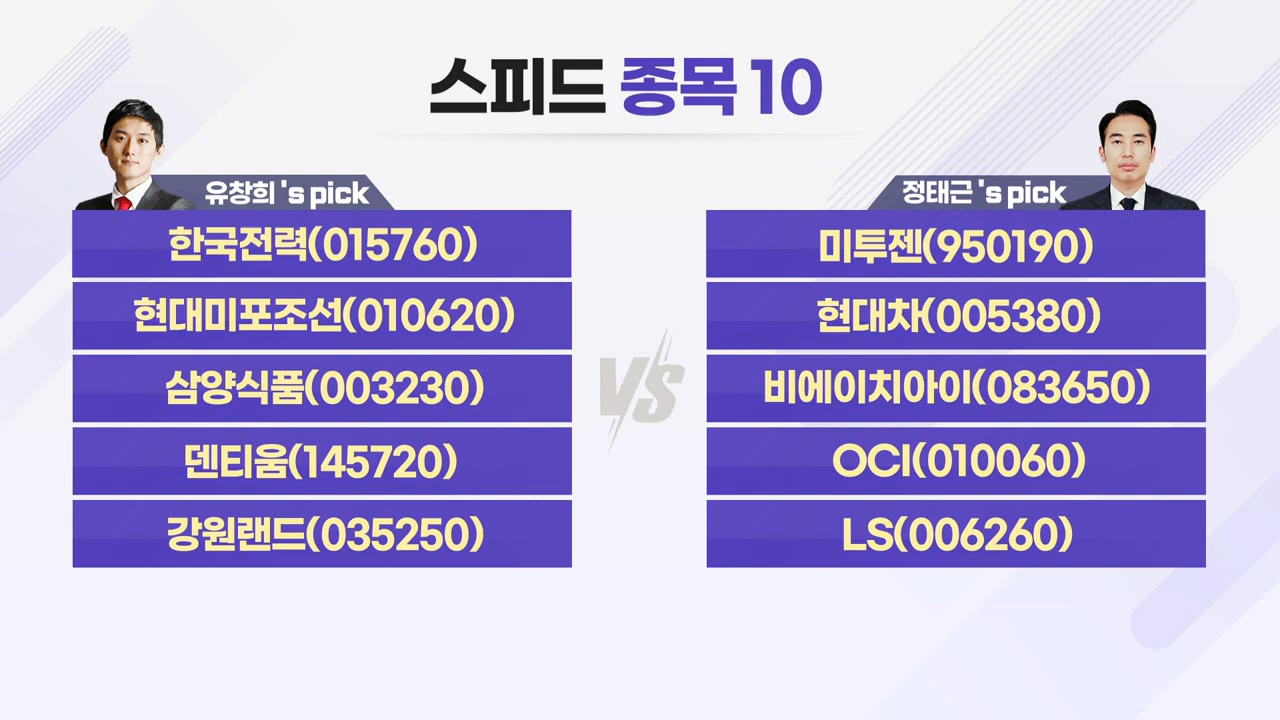 스피드 종목 10
유창희 's pick
한국전력(015760)
현대미포조선(010620)
삼양식품(003230)
덴티움(145720)
강원랜드(035250)
VS
정태근 's pick
미투젠(950190)
현대차(005380)
비에이치아이(083650)
OCI(010060)
LS(006260)